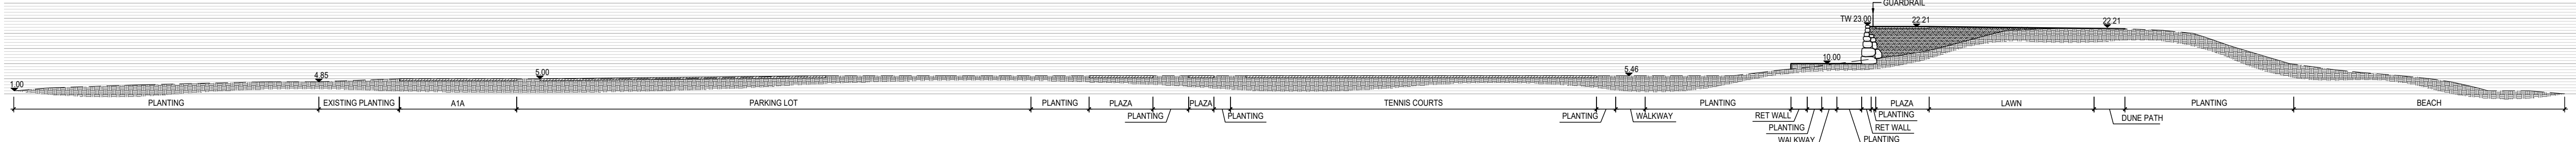 GUARDRAIL
TW 23.00
22.21
22.21
10.00
5.46
5.00
4.85
1.00
PLANTING
EXISTING PLANTING
A1A
PARKING LOT
PLANTING
PLAZA
PLAZA
TENNIS COURTS
PLANTING
PLAZA
LAWN
PLANTING
BEACH
PLANTING
PLANTING
PLANTING
WALKWAY
RET WALL
PLANTING
DUNE PATH
PLANTING
RET WALL
WALKWAY
PLANTING